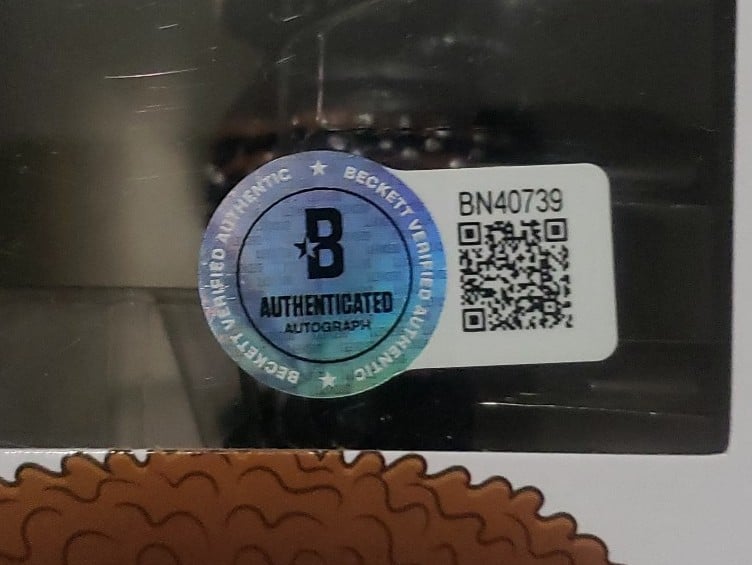 BECKETT VERIFIED AUTHENTIC ★ BECKETT VERIFIED AUTHENTIC ★
B
AUTHENTICATED
AUTOGRAPH
BN40739